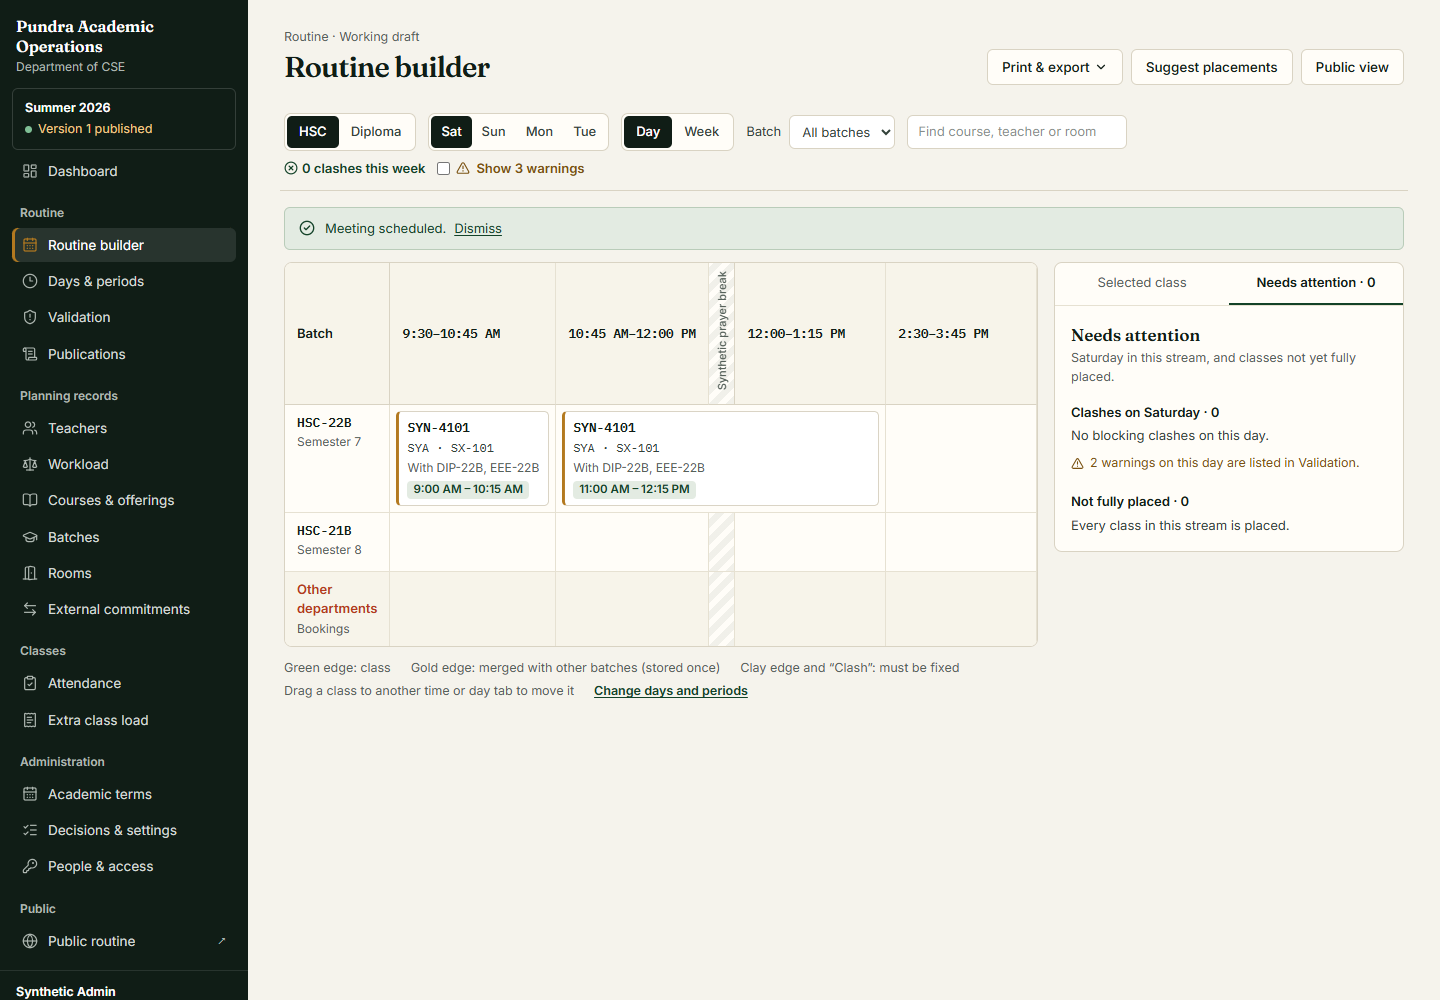 Pundra Academic
Operations
Department of CSE
Summer 2026
Version 1 published
Dashboard
Routine
Routine builder
Days & periods
Validation
Publications
Planning records
Teachers
Workload
Courses & offerings
Batches
Rooms
External commitments
Classes
Attendance
Extra class load
Administration
Academic terms
Decisions & settings
People & access
Public
Public routine ↗
Synthetic Admin
Routine · Working draft
Routine builder
Print & export
Suggest placements
Public view
HSC Diploma
Sat Sun Mon Tue
Day Week
Batch All batches
Find course, teacher or room
0 clashes this week
Show 3 warnings
Meeting scheduled. Dismiss
Batch
9:30–10:45 AM
10:45 AM–12:00 PM
Synthetic prayer break
12:00–1:15 PM
2:30–3:45 PM
HSC-22B
Semester 7
SYN-4101
SYA · SX-101
With DIP-22B, EEE-22B
9:00 AM – 10:15 AM
SYN-4101
SYA · SX-101
With DIP-22B, EEE-22B
11:00 AM – 12:15 PM
HSC-21B
Semester 8
Other
departments
Bookings
Green edge: class
Gold edge: merged with other batches (stored once)
Clay edge and “Clash”: must be fixed
Drag a class to another time or day tab to move it
Change days and periods
Selected class
Needs attention · 0
Needs attention
Saturday in this stream, and classes not yet fully
placed.
Clashes on Saturday · 0
No blocking clashes on this day.
2 warnings on this day are listed in Validation.
Not fully placed · 0
Every class in this stream is placed.